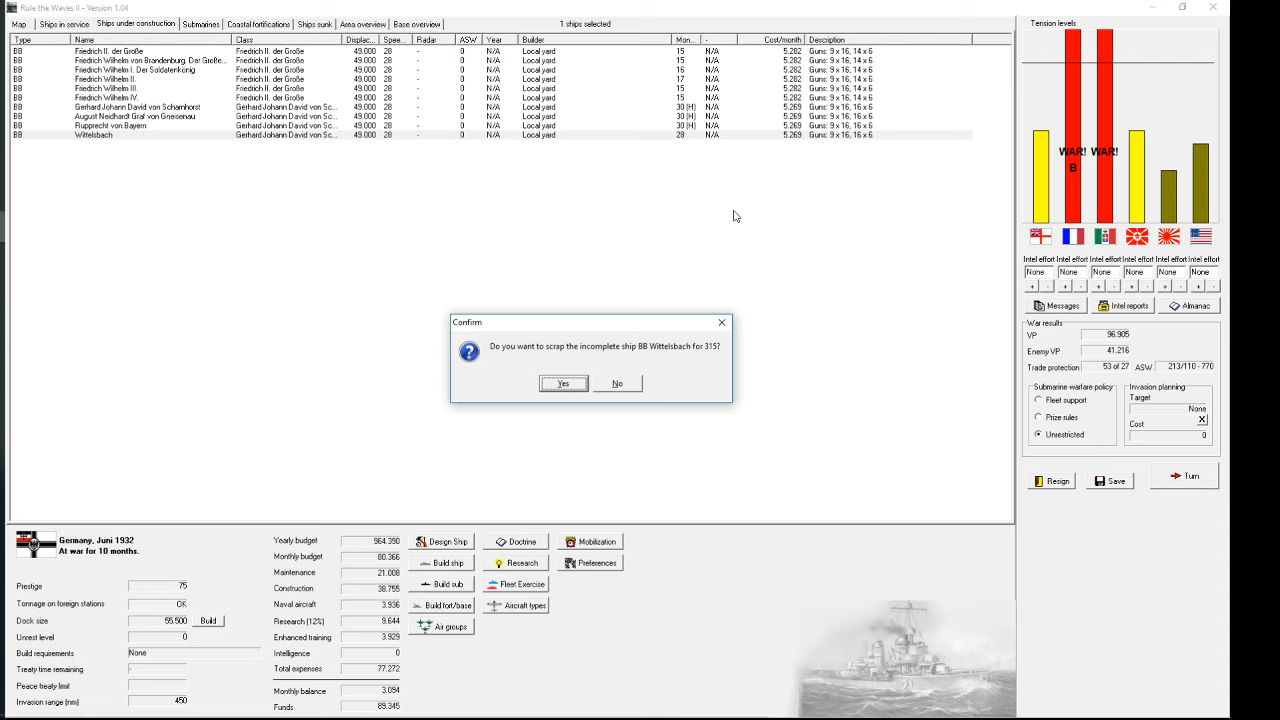 Rule the Waves II - Version 1.04
Map Ships in service Ships under construction Submarines Coastal fortifications Ships sunk Area overview Base overview 1 ships selected
Type Name Class Displac... Spee... Radar ASW Year Builder Mon... - Cost/month Description
BB Friedrich II. der Große Friedrich II. der Große 49.000 28 - 0 N/A Local yard 15 N/A 5.282 Guns: 9 x 16, 14 x 6
BB Friedrich Wilhelm von Brandenburg. Der Große... Friedrich II. der Große 49.000 28 - 0 N/A Local yard 15 N/A 5.282 Guns: 9 x 16, 14 x 6
BB Friedrich Wilhelm I. Der Soldatenkönig Friedrich II. der Große 49.000 28 - 0 N/A Local yard 16 N/A 5.282 Guns: 9 x 16, 14 x 6
BB Friedrich Wilhelm II. Friedrich II. der Große 49.000 28 - 0 N/A Local yard 17 N/A 5.282 Guns: 9 x 16, 14 x 6
BB Friedrich Wilhelm III. Friedrich II. der Große 49.000 28 - 0 N/A Local yard 15 N/A 5.282 Guns: 9 x 16, 14 x 6
BB Friedrich Wilhelm IV. Friedrich II. der Große 49.000 28 - 0 N/A Local yard 15 N/A 5.282 Guns: 9 x 16, 14 x 6
BB Gerhard Johann David von Scharnhorst Gerhard Johann David von Sc... 49.000 28 - 0 N/A Local yard 30 (H) N/A 5.269 Guns: 9 x 16, 16 x 6
BB August Neidhardt Graf von Gneisenau Gerhard Johann David von Sc... 49.000 28 - 0 N/A Local yard 30 (H) N/A 5.269 Guns: 9 x 16, 16 x 6
BB Rupprecht von Bayern Gerhard Johann David von Sc... 49.000 28 - 0 N/A Local yard 30 (H) N/A 5.269 Guns: 9 x 16, 16 x 6
BB Wittelsbach Gerhard Johann David von Sc... 49.000 28 - 0 N/A Local yard 28 N/A 5.269 Guns: 9 x 16, 16 x 6
Confirm
Do you want to scrap the incomplete ship BB Wittelsbach for 315?
Yes No
Tension levels
WAR! WAR!
B
Intel effort Intel effort Intel effort Intel effort Intel effort Intel effort
None None None None None None
+ - + - + - + - + - + -
Messages Intel reports Almanac
War results
VP 96.905
Enemy VP 41.216
Trade protection 53 of 27 ASW 213/110 - 770
Submarine warfare policy
Fleet support
Prize rules
Unrestricted
Invasion planning
Target
None
Cost X
0
Resign Save Turn
Germany, Juni 1932
At war for 10 months.
Prestige 75
Tonnage on foreign stations OK
Dock size 55.500 Build
Unrest level 0
Build requirements None
Treaty time remaining -
Peace treaty limit
Invasion range (nm) 450
Yearly budget 964.390
Monthly budget 80.366
Maintenance 21.008
Construction 38.755
Naval aircraft 3.936
Research (12%) 9.644
Enhanced training 3.929
Intelligence 0
Total expenses 77.272
Monthly balance 3.094
Funds 89.345
Design Ship Doctrine Mobilization
Build ship Research Preferences
Build sub Fleet Exercise
Build fort/base Aircraft types
Air groups